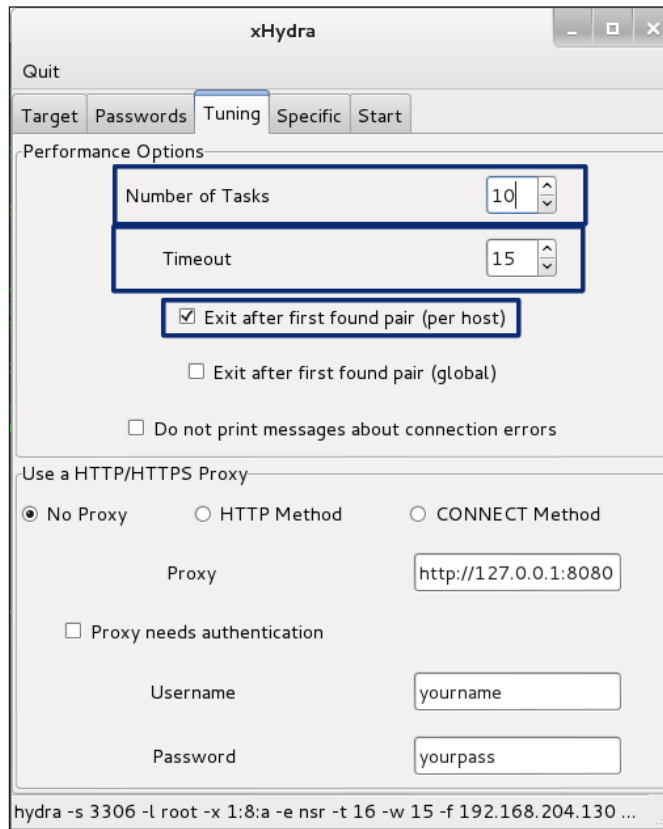 xHydra
Quit
Target Passwords Tuning Specific Start
Performance Options
Number of Tasks 10
Timeout 15
Exit after first found pair (per host)
Exit after first found pair (global)
Do not print messages about connection errors
Use a HTTP/HTTPS Proxy
No Proxy HTTP Method CONNECT Method
Proxy http://127.0.0.1:8080
Proxy needs authentication
Username yourname
Password yourpass
hydra -s 3306 -l root -x 1:8:a -e nsr -t 16 -w 15 -f 192.168.204.130 ...